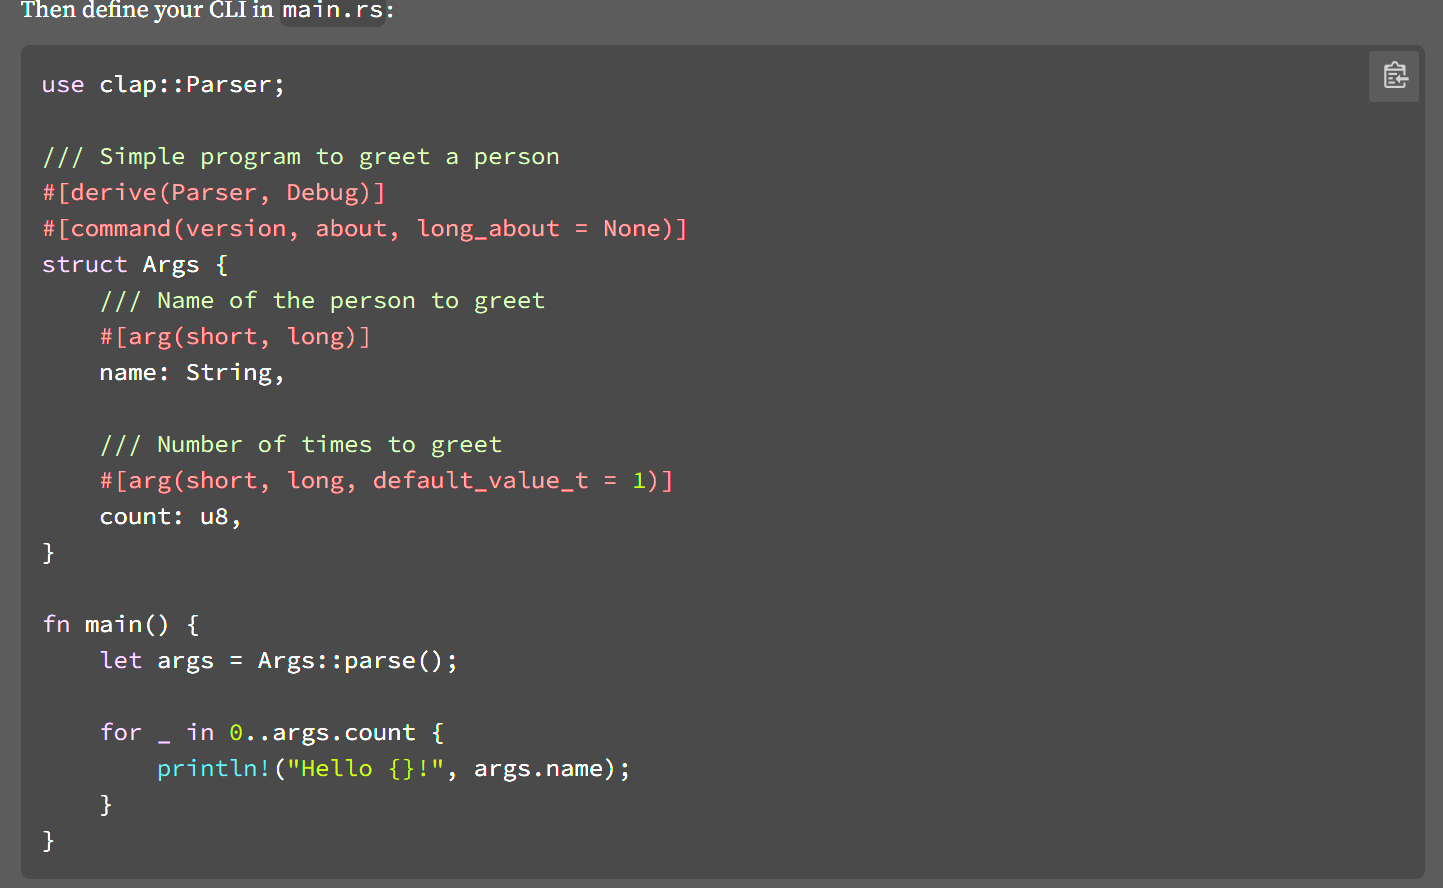 Then define your CLI in main.rs:
use clap::Parser;
/// Simple program to greet a person
#[derive(Parser, Debug)]
#[command(version, about, long_about = None)]
struct Args {
    /// Name of the person to greet
    #[arg(short, long)]
    name: String,
    /// Number of times to greet
    #[arg(short, long, default_value_t = 1)]
    count: u8,
}
fn main() {
    let args = Args::parse();
    for _ in 0..args.count {
        println!("Hello {}!", args.name);
    }
}